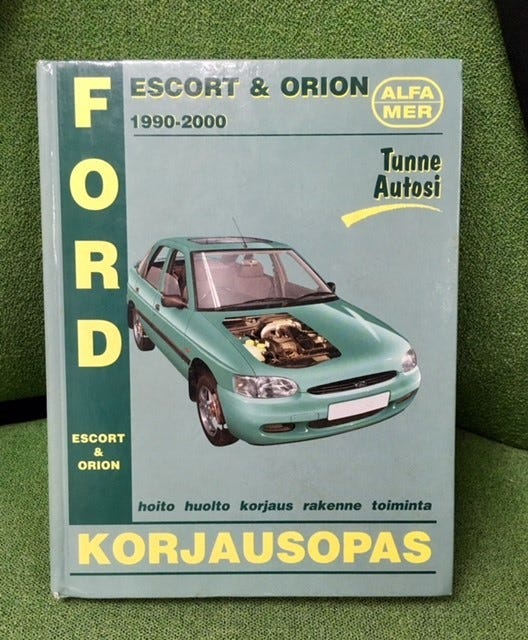 FORD
ESCORT & ORION
1990-2000
ALFA
MER
Tunne
Autosi
ESCORT
&
ORION
hoito huolto korjaus rakenne toiminta
KORJAUSOPAS